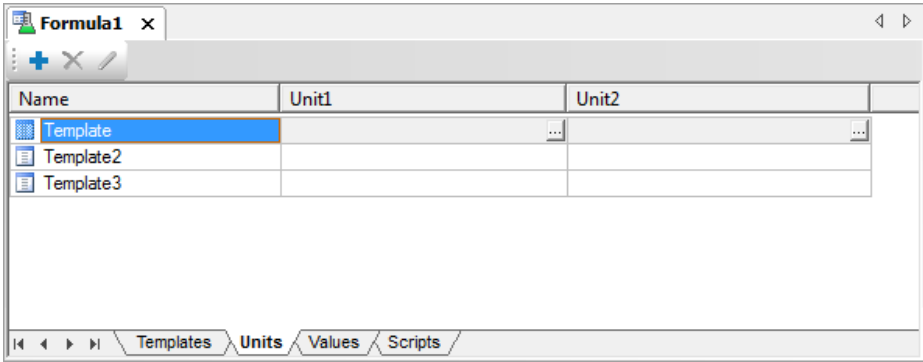 Formula1
Name Unit1 Unit2
Template ... ...
Template2
Template3
Templates Units Values Scripts